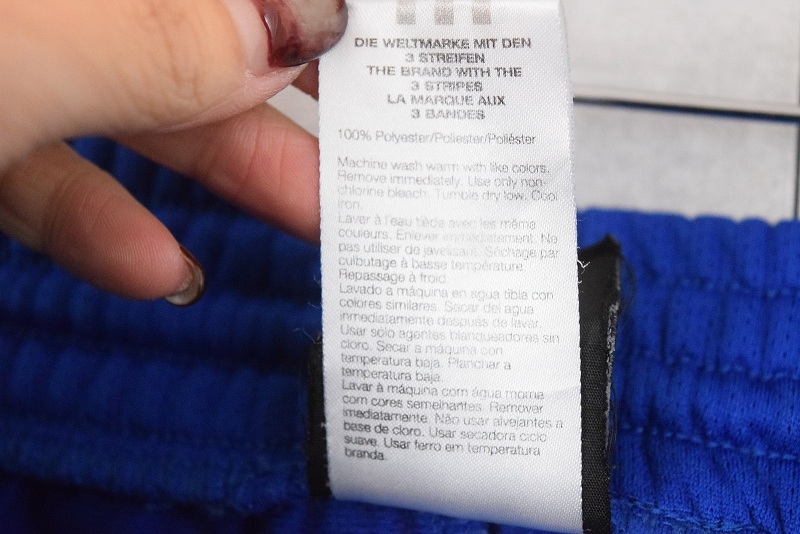 DIE WELTMARKE MIT DEN
3 STREIFEN
THE BRAND WITH THE
3 STRIPES
LA MARQUE AUX
3 BANDES
100% Polyester/Poliester/Poliéster
Machine wash warm with like colors.
Remove immediately. Use only non-
chlorine bleach. Tumble dry low. Cool
iron.
Laver à l'eau tiède avec les même
couleurs. Enlever immédiatement. Ne
pas utiliser de javelisant. Séchage par
culbutage à basse température.
Repassage à froid.
Lavado a máquina en agua tibia con
colores similares. Sacar del agua
inmediatamente después de lavar.
Usar sólo agentes blanqueadores sin
cloro. Secar a máquina con
temperatura baja. Planchar a
temperatura baja.
Lavar à máquina com água morna
com cores semelhantes. Remover
imediatamente. Não usar alvejantes a
base de cloro. Usar secadora ciclo
suave. Usar ferro em temperatura
branda.